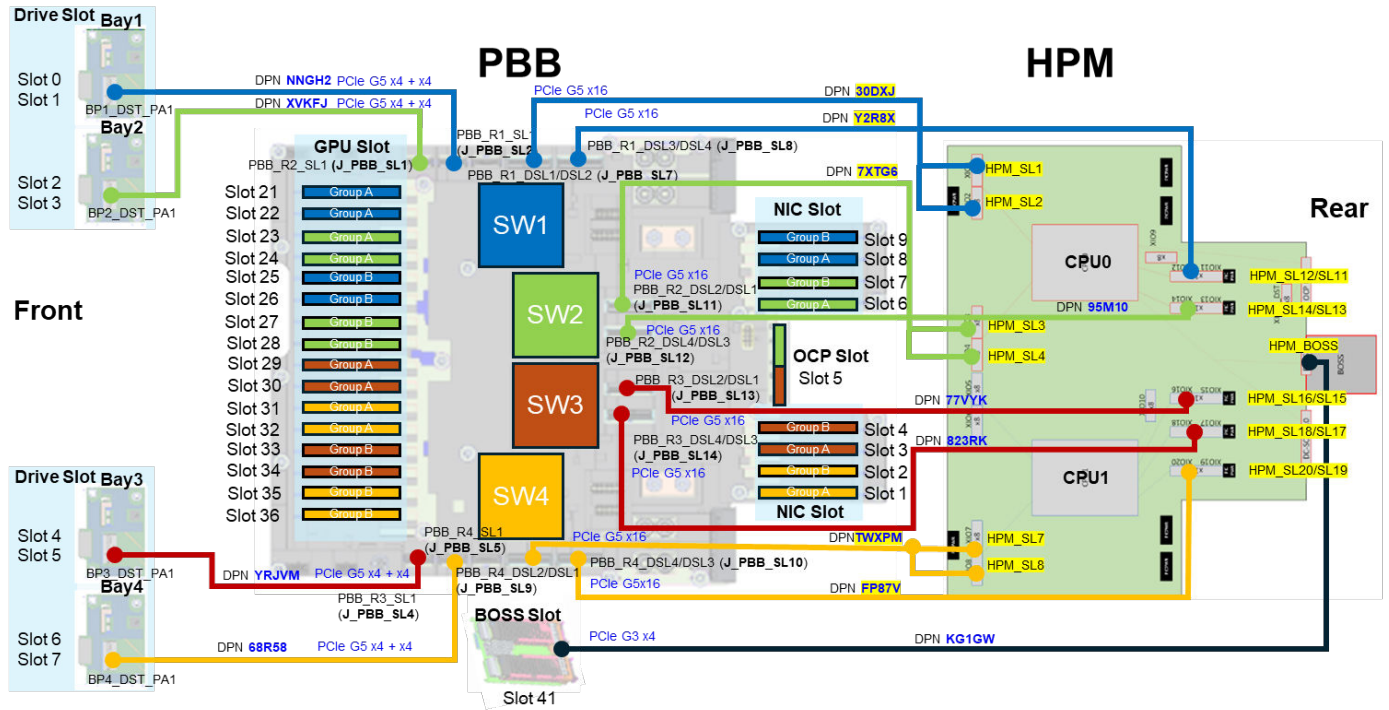 Drive Slot
Bay1
Slot 0
Slot 1
BP1_DST_PA1
Bay2
Slot 2
Slot 3
BP2_DST_PA1
DPN NNGH2 PCIe G5 x4 + x4
DPN XVKFJ PCIe G5 x4 + x4
PBB
HPM
Front
Rear
PCIe G5 x16
DPN 30DXJ
PCIe G5 x16
DPN Y2R8X
DPN 7XTG6
GPU Slot
PBB_R2_SL1 (J_PBB_SL1)
PBB_R1_SL1
(J_PBB_SL2)
PBB_R1_DSL3/DSL4 (J_PBB_SL8)
PBB_R1_DSL1/DSL2 (J_PBB_SL7)
Slot 21 Group A
Slot 22 Group A
Slot 23 Group A
Slot 24 Group A
Slot 25 Group B
Slot 26 Group B
Slot 27 Group B
Slot 28 Group B
Slot 29 Group A
Slot 30 Group A
Slot 31 Group A
Slot 32 Group A
Slot 33 Group B
Slot 34 Group B
Slot 35 Group B
Slot 36 Group B
SW1
SW2
SW3
SW4
NIC Slot
Group B Slot 9
Group A Slot 8
Group B Slot 7
Group A Slot 6
PCIe G5 x16
PBB_R2_DSL2/DSL1
(J_PBB_SL11)
PCIe G5 x16
PBB_R2_DSL4/DSL3
(J_PBB_SL12)
OCP Slot
Slot 5
PBB_R3_DSL2/DSL1
(J_PBB_SL13)
PCIe G5 x16
PBB_R3_DSL4/DSL3
(J_PBB_SL14)
PCIe G5 x16
Group B Slot 4
Group A Slot 3
Group B Slot 2
Group A Slot 1
NIC Slot
DPN 95M10
DPN 77VYK
DPN 823RK
DPN TWXPM
DPN FP87V
DPN KG1GW
HPM_SL1
HPM_SL2
CPU0
HPM_SL12/SL11
HPM_SL14/SL13
HPM_SL3
HPM_SL4
HPM_BOSS
BOSS
HPM_SL16/SL15
HPM_SL18/SL17
HPM_SL20/SL19
CPU1
HPM_SL7
HPM_SL8
Drive Slot
Bay3
Slot 4
Slot 5
BP3_DST_PA1
Bay4
Slot 6
Slot 7
BP4_DST_PA1
DPN YRJVM PCIe G5 x4 + x4
PBB_R3_SL1
(J_PBB_SL4)
DPN 68R58 PCIe G5 x4 + x4
PBB_R4_SL1
(J_PBB_SL5)
PBB_R4_DSL2/DSL1
(J_PBB_SL9)
PCIe G5 x16
PBB_R4_DSL4/DSL3 (J_PBB_SL10)
PCIe G5x16
BOSS Slot
PCIe G3 x4
Slot 41